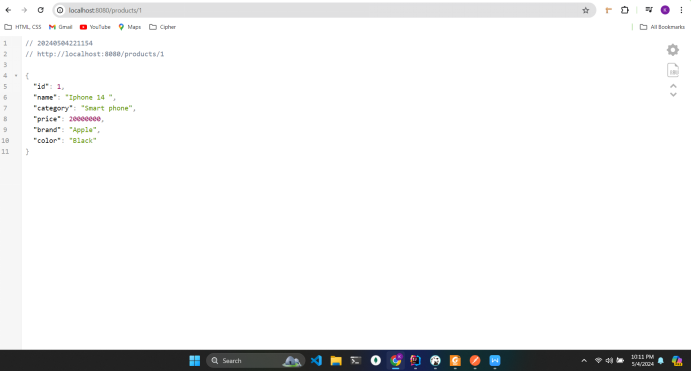 localhost:8080/products/1
HTML, CSS Gmail YouTube Maps Cipher All Bookmarks
1 // 20240504221154
2 // http://localhost:8080/products/1
3
4 {
5 "id": 1,
6 "name": "Iphone 14 ",
7 "category": "Smart phone",
8 "price": 20000000,
9 "brand": "Apple",
10 "color": "Black"
11 }
Search
10:11 PM
5/4/2024